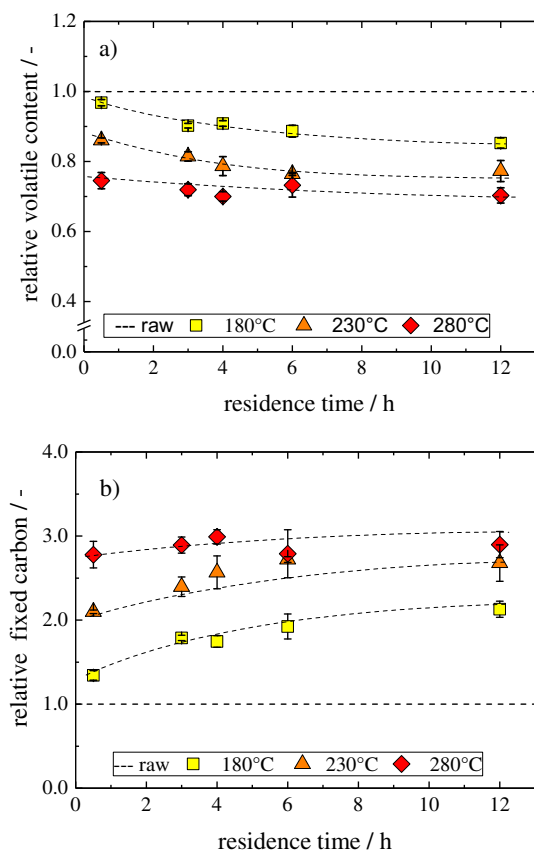 a)
1.2
1.0
0.8
0.6
0.4
0.0
relative volatile content / -
--- raw 180°C 230°C 280°C
0 2 4 6 8 10 12
residence time / h
b)
4.0
3.0
2.0
1.0
0.0
relative fixed carbon / -
--- raw 180°C 230°C 280°C
0 2 4 6 8 10 12
residence time / h